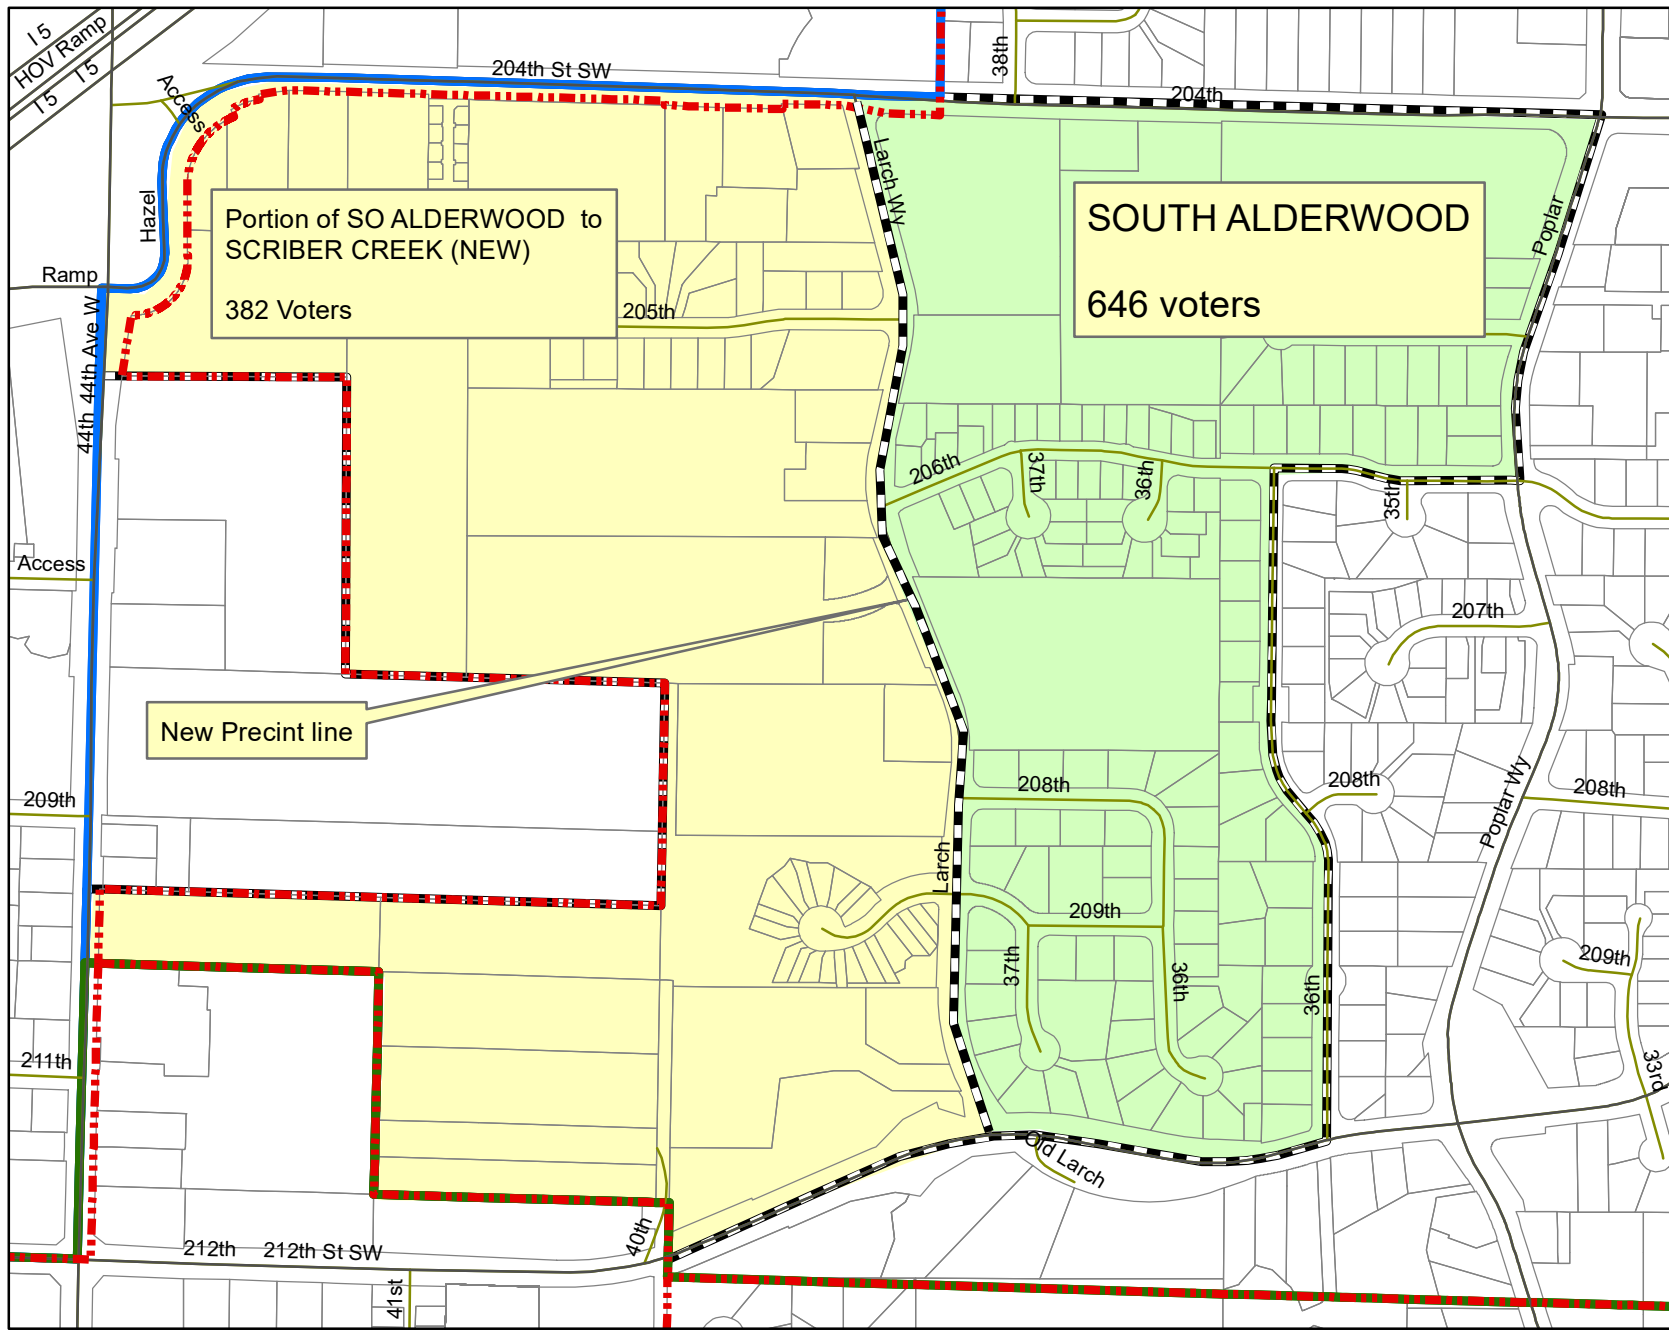 I 5
HOV Ramp
I 5
I 5
Access
204th St SW
38th
204th
Hazel
Larch Wy
Poplar
Portion of SO ALDERWOOD to
SCRIBER CREEK (NEW)
382 Voters
SOUTH ALDERWOOD
646 voters
Ramp
205th
44th Ave W
44th
206th
37th
36th
35th
Access
207th
New Precint line
208th
208th
208th
209th
Poplar Wy
Larch
209th
209th
37th
36th
36th
211th
33rd
Old Larch
40th
212th
212th St SW
41st